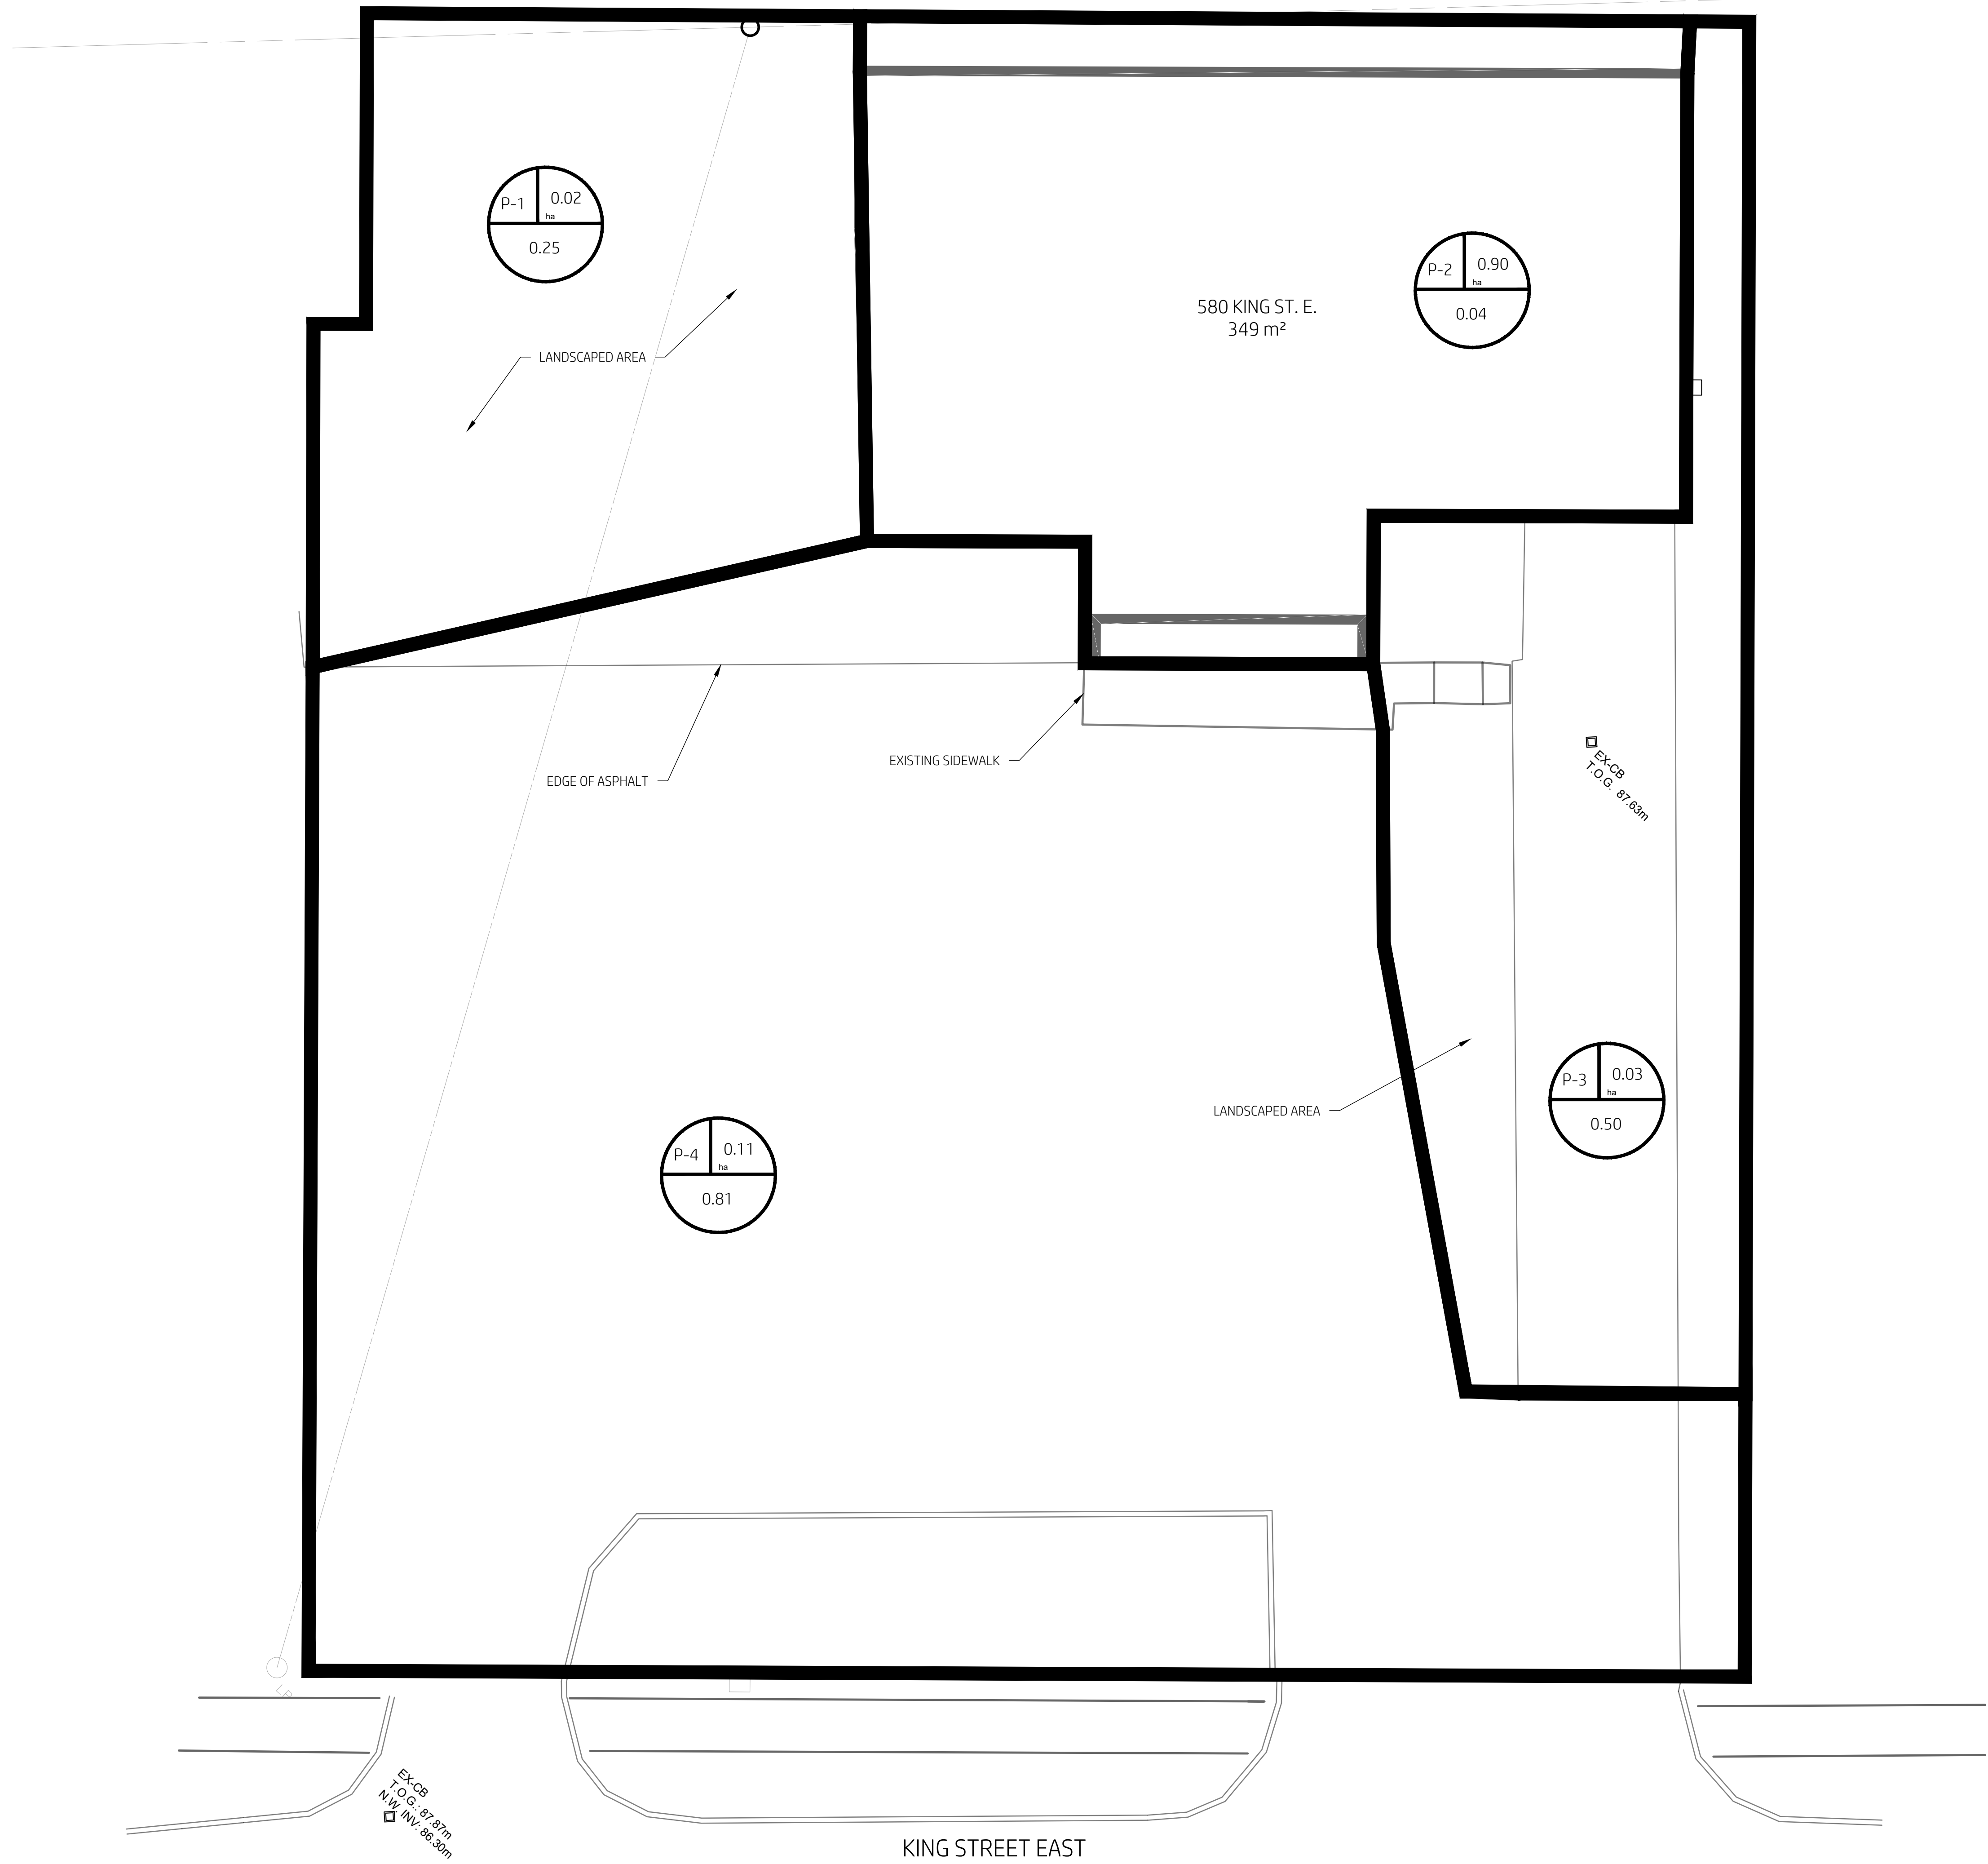 P-1
0.02
ha
0.25
P-2
0.90
ha
0.04
580 KING ST. E.
349 m²
LANDSCAPED AREA
EXISTING SIDEWALK
EDGE OF ASPHALT
EX-CB
T.O.G. 87.63m
P-3
0.03
ha
0.50
LANDSCAPED AREA
P-4
0.11
ha
0.81
LP
EX-CB
T.O.G.: 87.87m
N.W. INV: 86.30m
KING STREET EAST